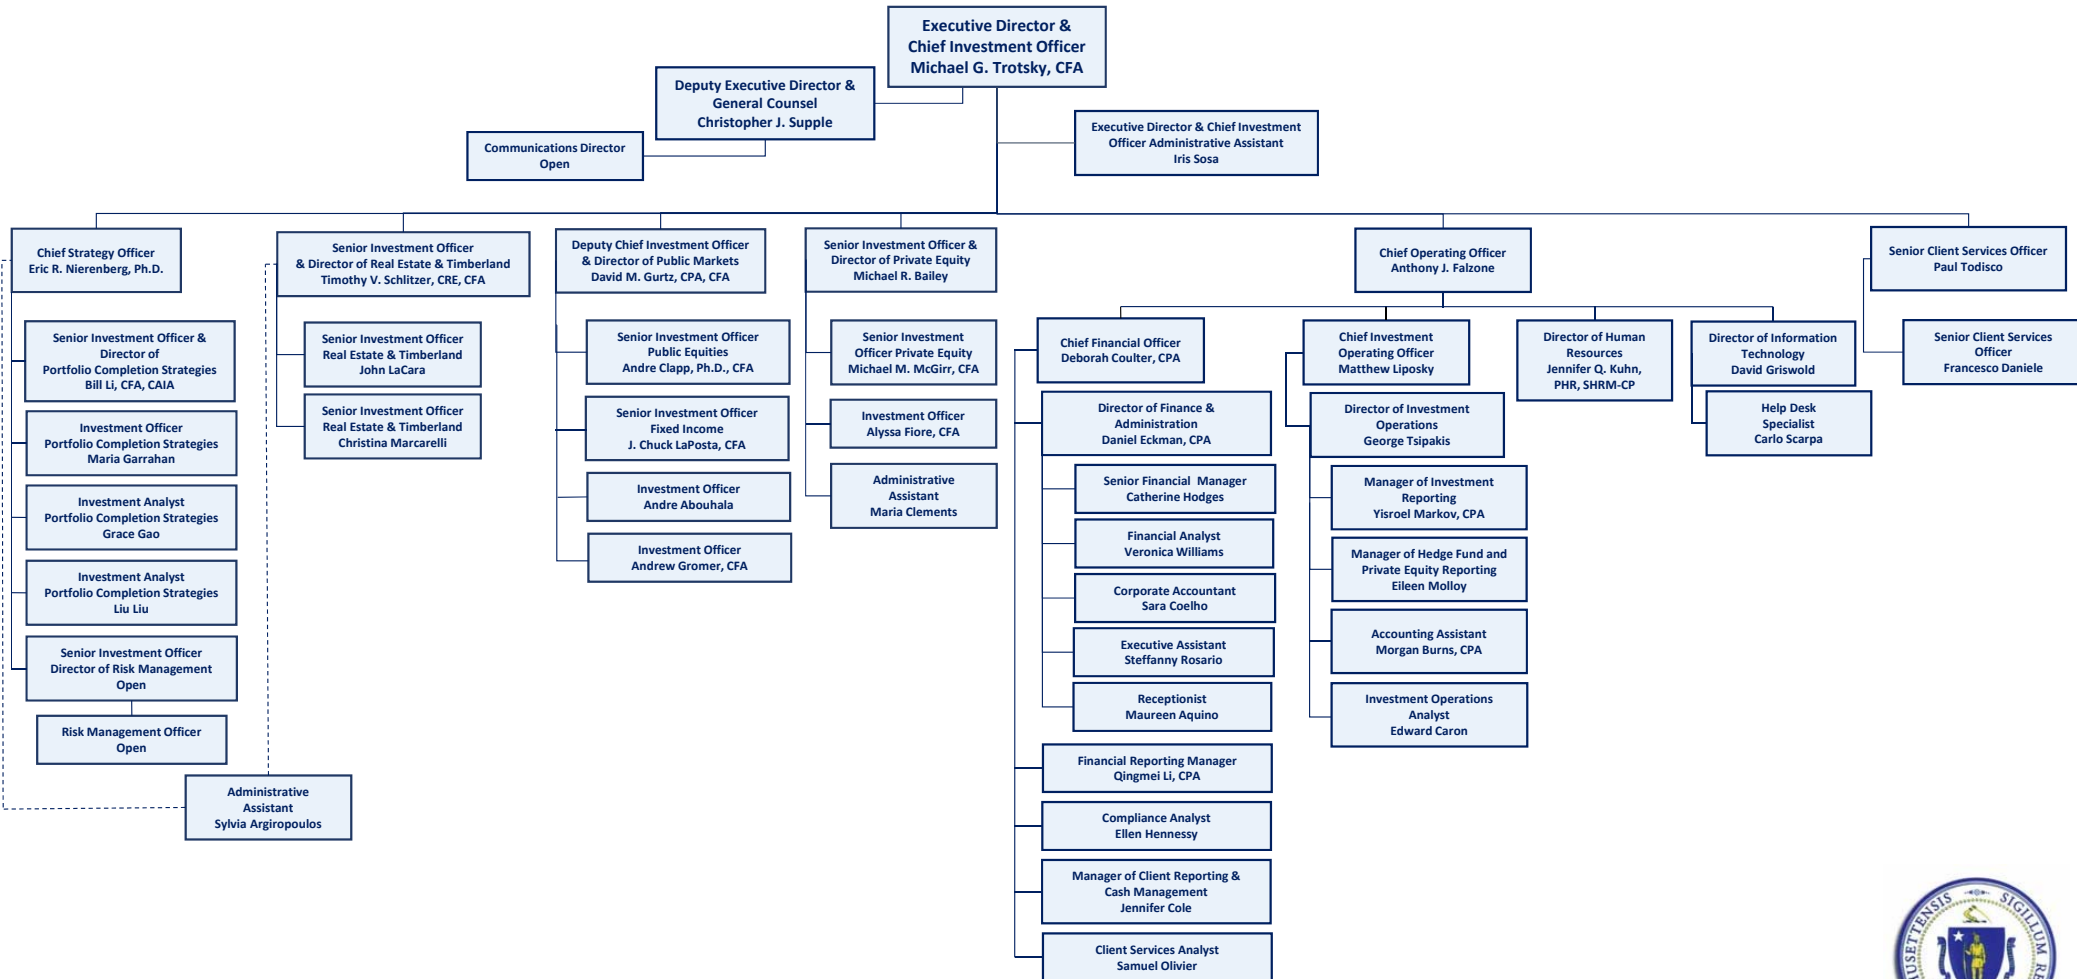 Executive Director &
Chief Investment Officer
Michael G. Trotsky, CFA
Deputy Executive Director &
General Counsel
Christopher J. Supple
Communications Director
Open
Executive Director & Chief Investment
Officer Administrative Assistant
Iris Sosa
Chief Strategy Officer
Eric R. Nierenberg, Ph.D.
Senior Investment Officer &
Director of
Portfolio Completion Strategies
Bill Li, CFA, CAIA
Investment Officer
Portfolio Completion Strategies
Maria Garrahan
Investment Analyst
Portfolio Completion Strategies
Grace Gao
Investment Analyst
Portfolio Completion Strategies
Liu Liu
Senior Investment Officer
Director of Risk Management
Open
Risk Management Officer
Open
Administrative
Assistant
Sylvia Argiropoulos
Senior Investment Officer
& Director of Real Estate & Timberland
Timothy V. Schlitzer, CRE, CFA
Senior Investment Officer
Real Estate & Timberland
John LaCara
Senior Investment Officer
Real Estate & Timberland
Christina Marcarelli
Deputy Chief Investment Officer
& Director of Public Markets
David M. Gurtz, CPA, CFA
Senior Investment Officer
Public Equities
Andre Clapp, Ph.D., CFA
Senior Investment Officer
Fixed Income
J. Chuck LaPosta, CFA
Investment Officer
Andre Abouhala
Investment Officer
Andrew Gromer, CFA
Senior Investment Officer &
Director of Private Equity
Michael R. Bailey
Senior Investment
Officer Private Equity
Michael M. McGirr, CFA
Investment Officer
Alyssa Fiore, CFA
Administrative
Assistant
Maria Clements
Chief Operating Officer
Anthony J. Falzone
Chief Financial Officer
Deborah Coulter, CPA
Director of Finance &
Administration
Daniel Eckman, CPA
Senior Financial Manager
Catherine Hodges
Financial Analyst
Veronica Williams
Corporate Accountant
Sara Coelho
Executive Assistant
Steffanny Rosario
Receptionist
Maureen Aquino
Financial Reporting Manager
Qingmei Li, CPA
Compliance Analyst
Ellen Hennessy
Manager of Client Reporting &
Cash Management
Jennifer Cole
Client Services Analyst
Samuel Olivier
Chief Investment
Operating Officer
Matthew Liposky
Director of Investment
Operations
George Tsipakis
Manager of Investment
Reporting
Yisroel Markov, CPA
Manager of Hedge Fund and
Private Equity Reporting
Eileen Molloy
Accounting Assistant
Morgan Burns, CPA
Investment Operations
Analyst
Edward Caron
Director of Human
Resources
Jennifer Q. Kuhn,
PHR, SHRM-CP
Director of Information
Technology
David Griswold
Help Desk
Specialist
Carlo Scarpa
Senior Client Services Officer
Paul Todisco
Senior Client Services
Officer
Francesco Daniele
SIGILLUM